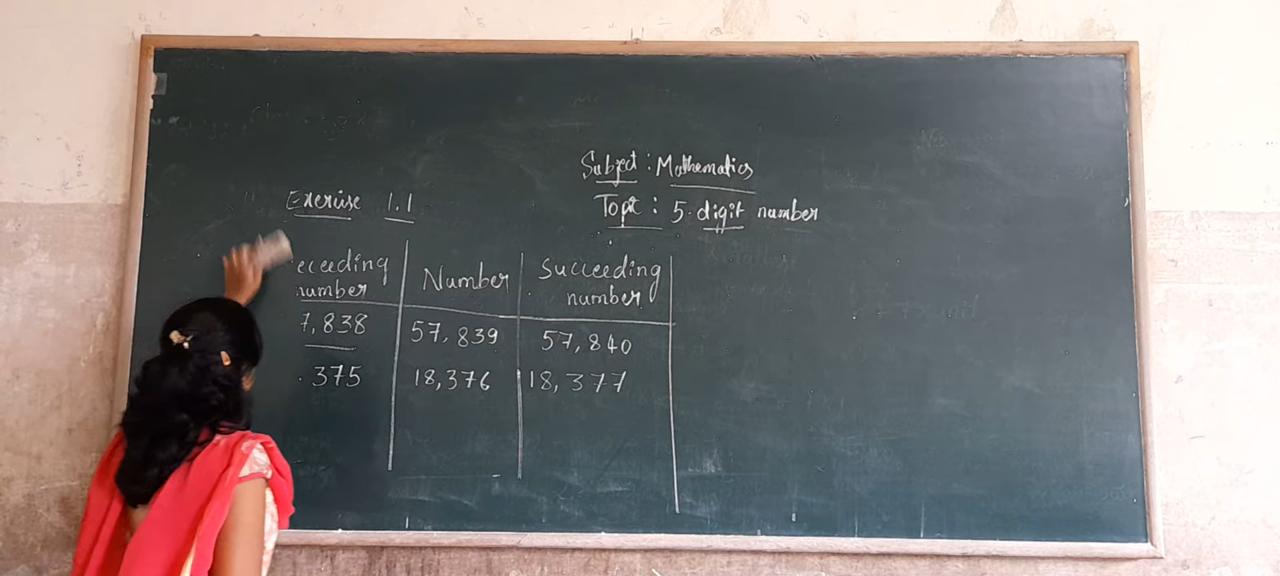 Subject: Mathematics
Topic: 5-digit number
Exercise 1.1
eceeding number | Number | Succeeding number
7,838 | 57,839 | 57,840
375 | 18,376 | 18,377